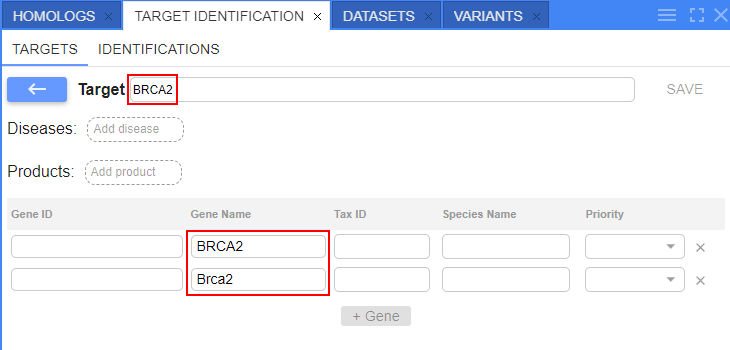 HOMOLOGS × TARGET IDENTIFICATION × DATASETS × VARIANTS ×
TARGETS IDENTIFICATIONS
Target BRCA2 SAVE
Diseases: Add disease
Products: Add product
Gene ID Gene Name Tax ID Species Name Priority
BRCA2
Brca2
+ Gene